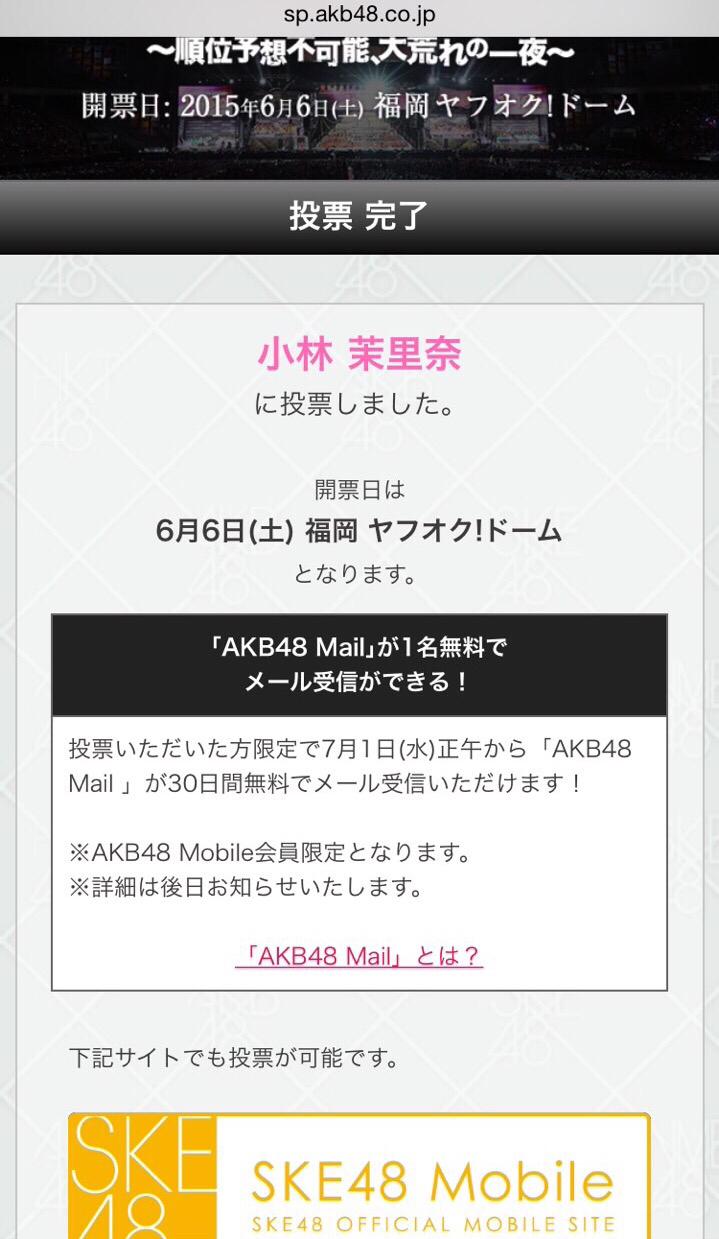 sp.akb48.co.jp
〜順位予想不可能、大荒れの一夜〜
開票日: 2015年6月6日(土) 福岡 ヤフオク!ドーム
投票 完了
小林 茉里奈
に投票しました。
開票日は
6月6日(土) 福岡 ヤフオク!ドーム
となります。
「AKB48 Mail」が1名無料で
メール受信ができる！
投票いただいた方限定で7月1日(水)正午から「AKB48
Mail 」が30日間無料でメール受信いただけます！
※AKB48 Mobile会員限定となります。
※詳細は後日お知らせいたします。
「AKB48 Mail」とは？
下記サイトでも投票が可能です。
SKE
48
SKE48 Mobile
SKE48 OFFICIAL MOBILE SITE